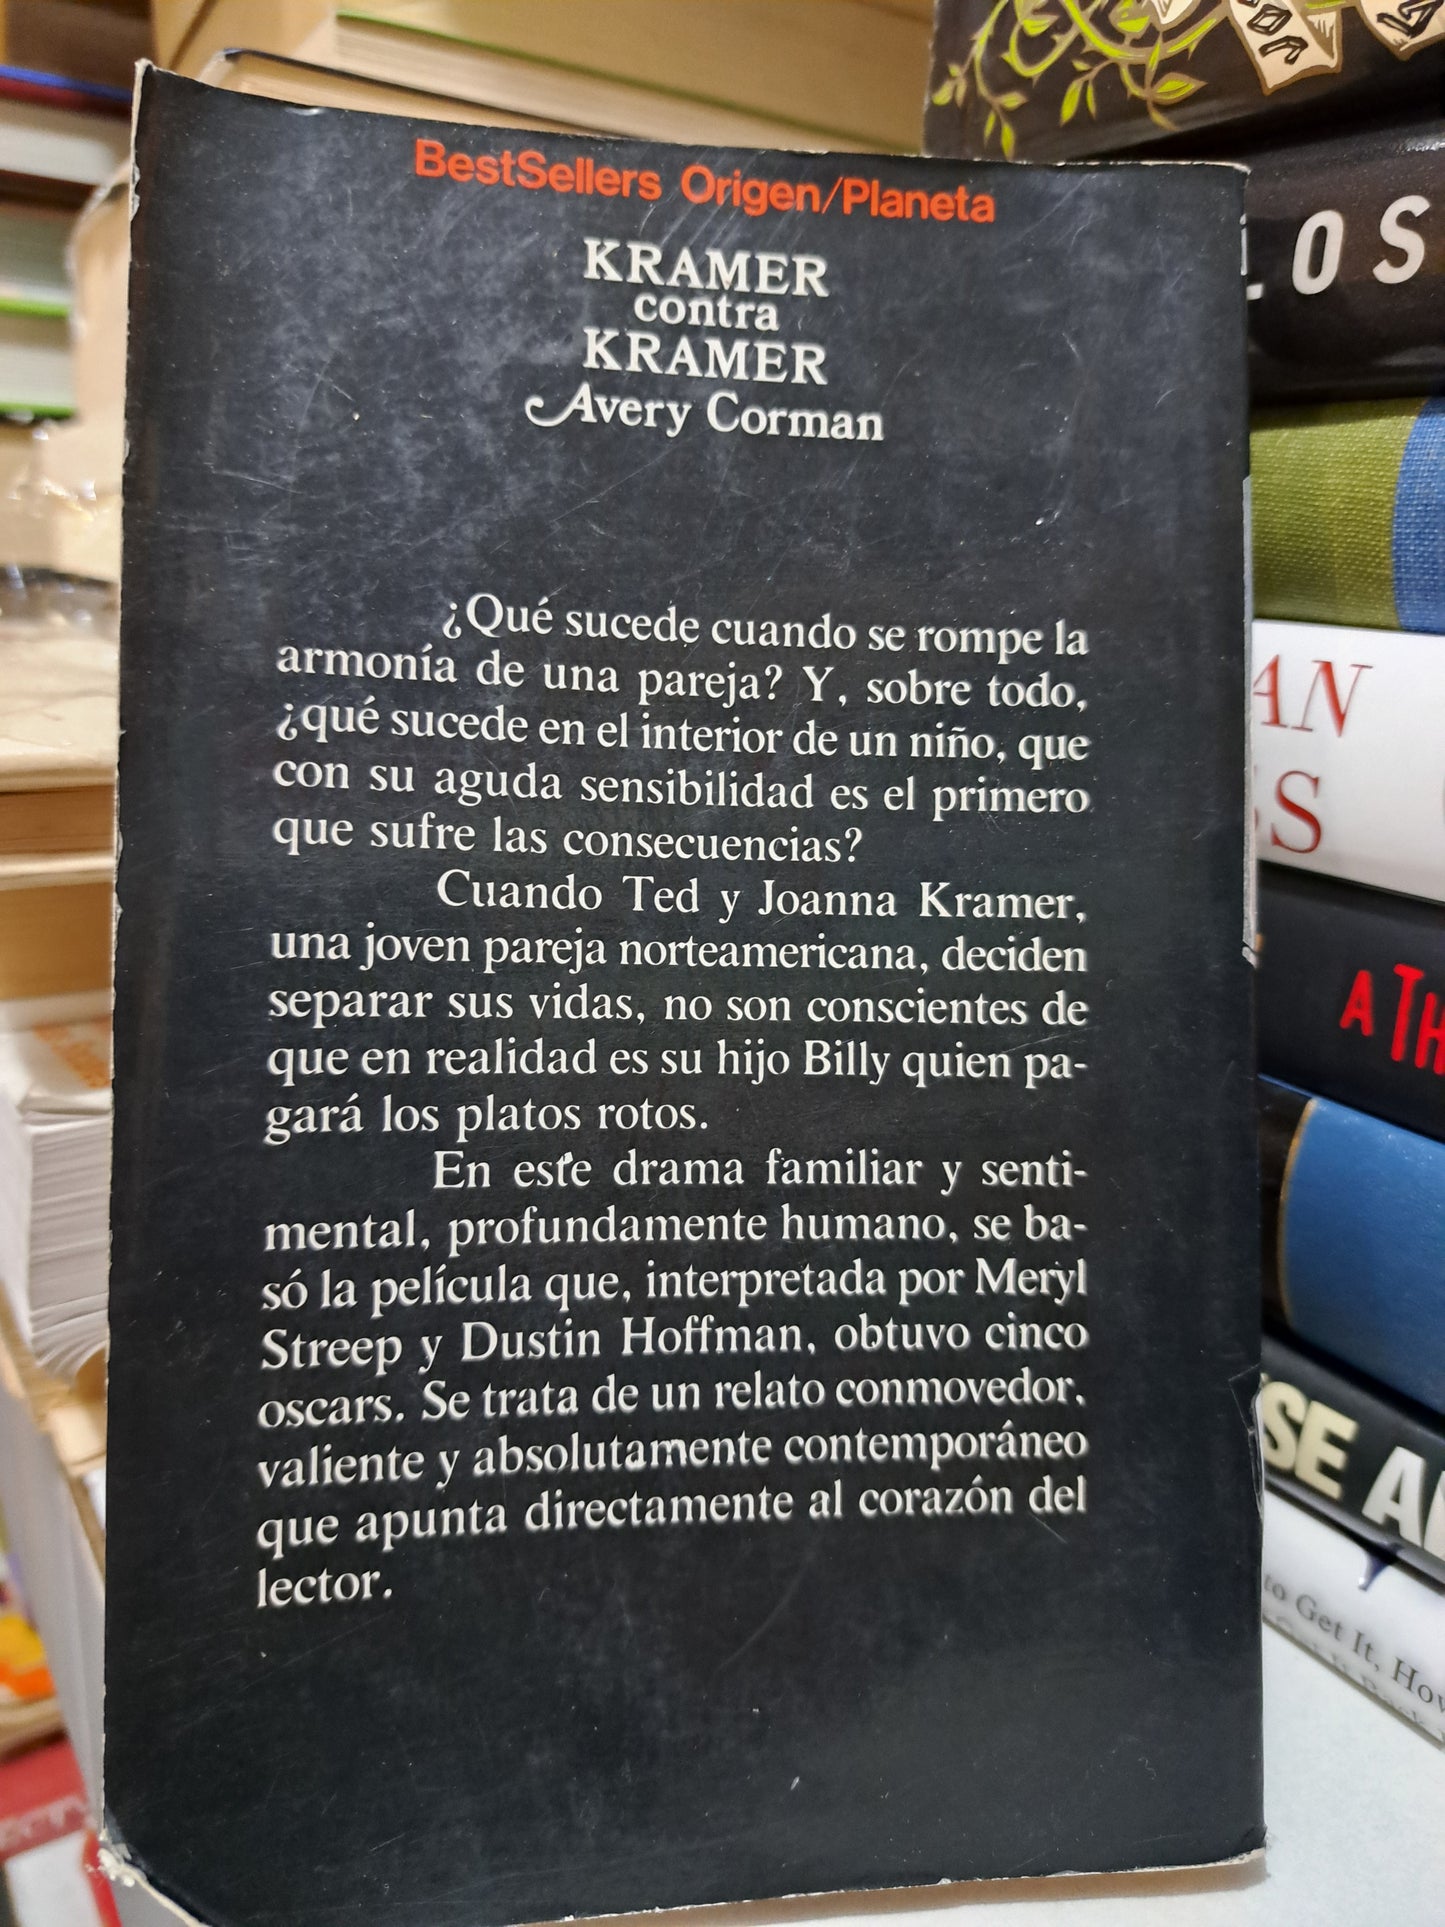 BestSellers Origen/Planeta
KRAMER
contra
KRAMER
Avery Corman
¿Qué sucede cuando se rompe la
armonía de una pareja? Y, sobre todo,
¿qué sucede en el interior de un niño, que
con su aguda sensibilidad es el primero
que sufre las consecuencias?
Cuando Ted y Joanna Kramer,
una joven pareja norteamericana, deciden
separar sus vidas, no son conscientes de
que en realidad es su hijo Billy quien pa-
gará los platos rotos.
En este drama familiar y senti-
mental, profundamente humano, se ba-
só la película que, interpretada por Meryl
Streep y Dustin Hoffman, obtuvo cinco
oscars. Se trata de un relato conmovedor,
valiente y absolutamente contemporáneo
que apunta directamente al corazón del
lector.
LOS
AN
SS
A TH
SE AN
to Get It, How